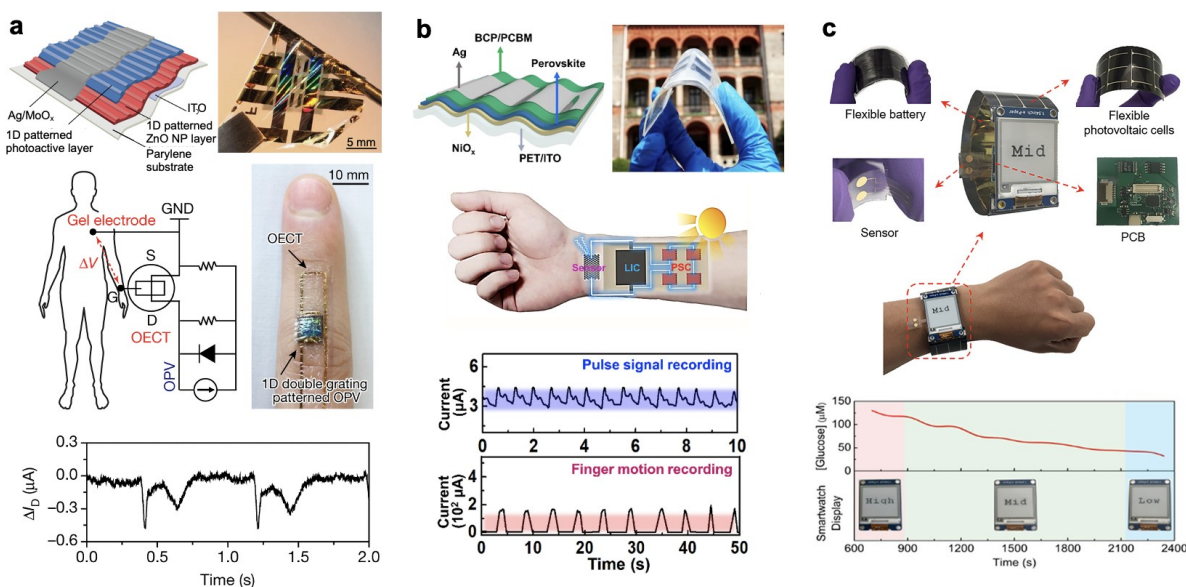 a
Ag/MoOx
1D patterned
photoactive layer
ITO
1D patterned
ZnO NP layer
Parylene
substrate
5 mm
Gel electrode
GND
ΔV
S
G
D
OECT
OPV
10 mm
OECT
1D double grating
patterned OPV
0.3
0.0
−0.3
−0.6
ΔID (μA)
0.0
0.5
1.0
1.5
2.0
Time (s)
b
Ag
BCP/PCBM
Perovskite
NiOx
PET/ITO
Sensor
LIC
PSC
Pulse signal recording
6
3
Current
(μA)
0 2 4 6 8 10
Finger motion recording
4
2
0
Current
(10² μA)
0 10 20 30 40 50
Time (s)
c
Flexible battery
Flexible
photovoltaic cells
Mid
Sensor
PCB
Mid
150
100
50
0
[Glucose] (μM)
High
Mid
Low
Smartwatch
Display
600 900 1200 1500 1800 2100 2400
Time (s)